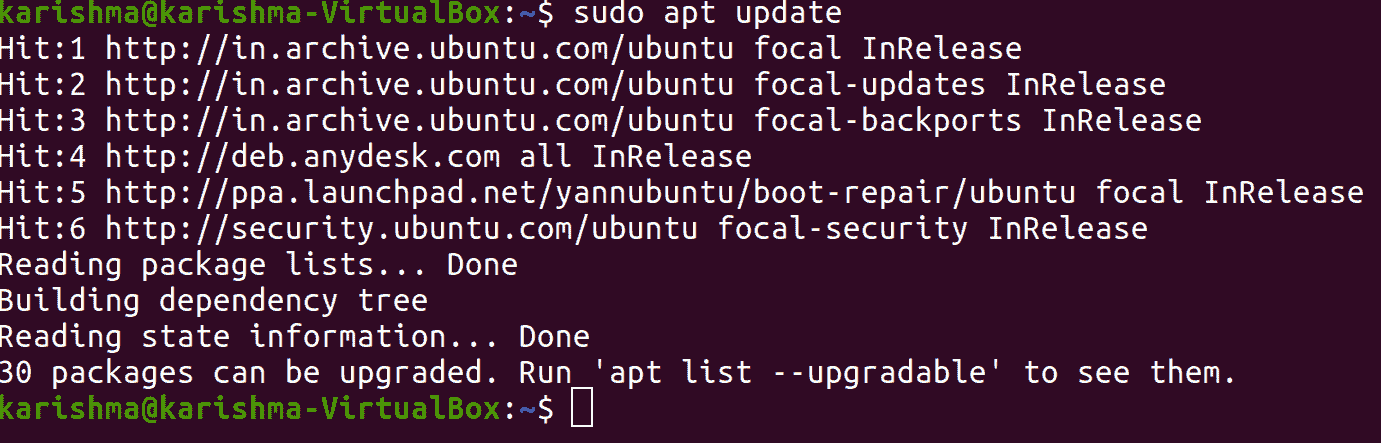 karishma@karishma-VirtualBox:~$ sudo apt update
Hit:1 http://in.archive.ubuntu.com/ubuntu focal InRelease
Hit:2 http://in.archive.ubuntu.com/ubuntu focal-updates InRelease
Hit:3 http://in.archive.ubuntu.com/ubuntu focal-backports InRelease
Hit:4 http://deb.anydesk.com all InRelease
Hit:5 http://ppa.launchpad.net/yannubuntu/boot-repair/ubuntu focal InRelease
Hit:6 http://security.ubuntu.com/ubuntu focal-security InRelease
Reading package lists... Done
Building dependency tree
Reading state information... Done
30 packages can be upgraded. Run 'apt list --upgradable' to see them.
karishma@karishma-VirtualBox:~$